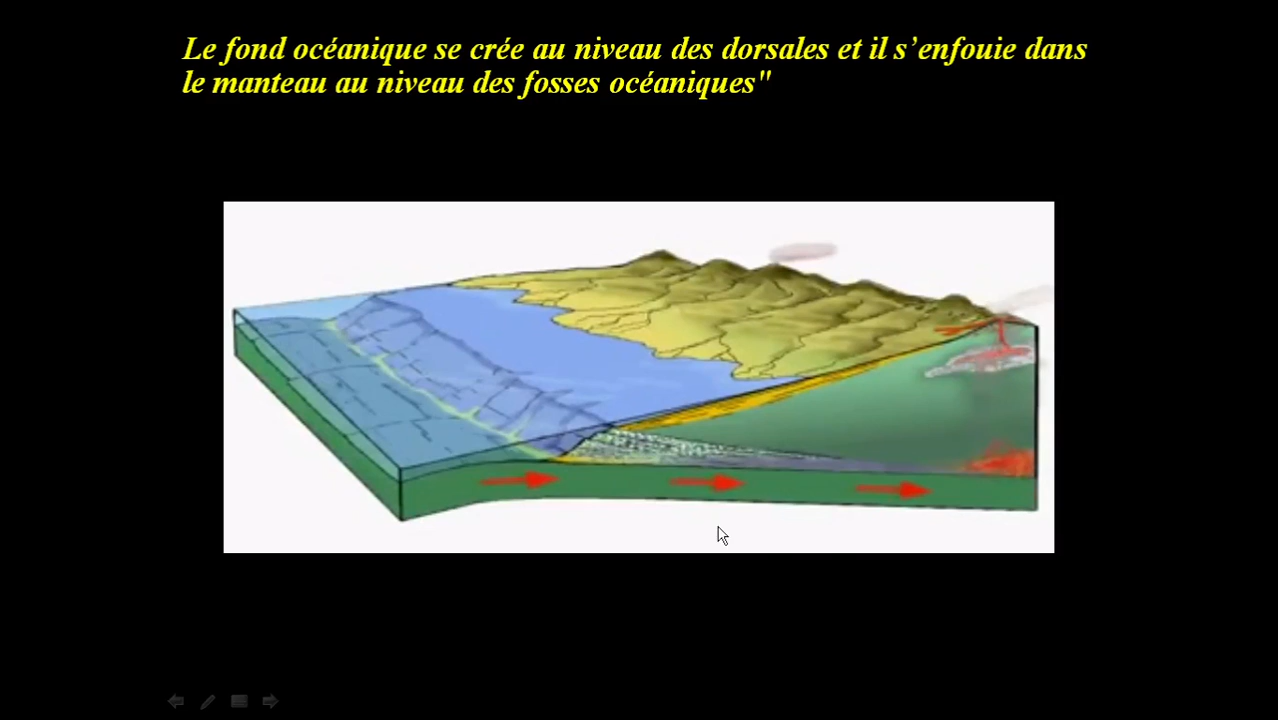 Le fond océanique se crée au niveau des dorsales et il s’enfouie dans
le manteau au niveau des fosses océaniques"